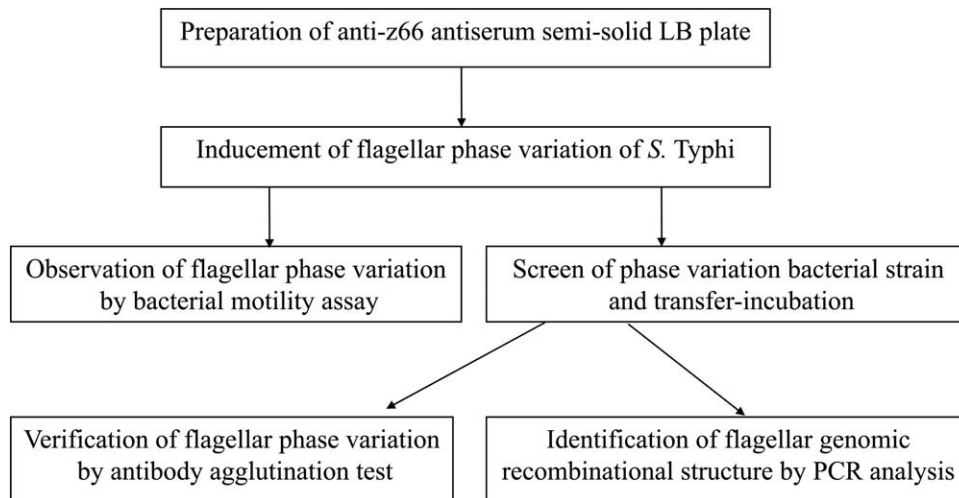 Preparation of anti-z66 antiserum semi-solid LB plate
Inducement of flagellar phase variation of S. Typhi
Observation of flagellar phase variation
by bacterial motility assay
Screen of phase variation bacterial strain
and transfer-incubation
Verification of flagellar phase variation
by antibody agglutination test
Identification of flagellar genomic
recombinational structure by PCR analysis